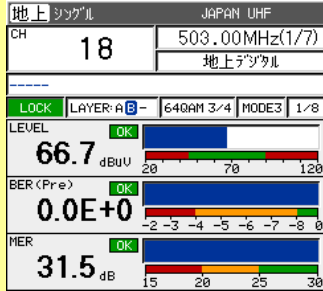 地上 シングル JAPAN UHF
CH 18 503.00MHz(1/7)
地上デジタル
-----
LOCK LAYER:A B - 64QAM 3/4 MODE3 1/8
LEVEL OK
66.7 dBuV 20 70 120
BER(Pre) OK
0.0E+0 -2 -3 -4 -5 -6 -7 -8 0
MER OK
31.5 dB 15 20 25 30